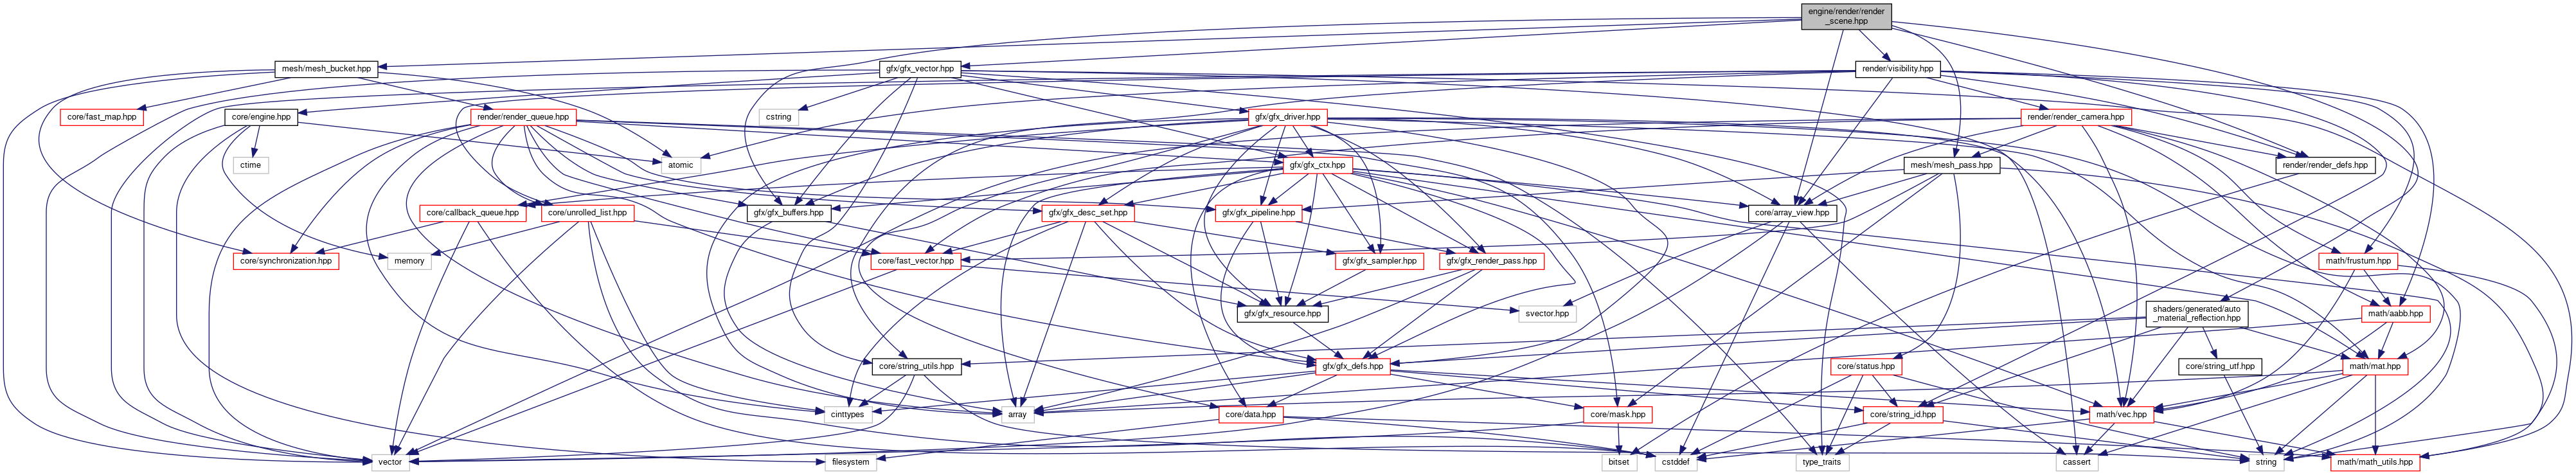 engine/render/render
_scene.hpp
mesh/mesh_bucket.hpp
gfx/gfx_vector.hpp
render/visibility.hpp
core/fast_map.hpp
render/render_queue.hpp
core/engine.hpp
cstring
gfx/gfx_driver.hpp
render/render_camera.hpp
ctime
atomic
gfx/gfx_ctx.hpp
mesh/mesh_pass.hpp
render/render_defs.hpp
core/callback_queue.hpp
core/unrolled_list.hpp
gfx/gfx_buffers.hpp
gfx/gfx_desc_set.hpp
gfx/gfx_pipeline.hpp
core/array_view.hpp
core/synchronization.hpp
memory
core/fast_vector.hpp
gfx/gfx_sampler.hpp
gfx/gfx_render_pass.hpp
math/frustum.hpp
svector.hpp
gfx/gfx_resource.hpp
shaders/generated/auto
_material_reflection.hpp
math/aabb.hpp
core/string_utils.hpp
gfx/gfx_defs.hpp
core/status.hpp
core/string_utf.hpp
math/mat.hpp
cinttypes
array
core/data.hpp
core/mask.hpp
core/string_id.hpp
math/vec.hpp
vector
filesystem
cstddef
bitset
type_traits
cassert
string
math/math_utils.hpp